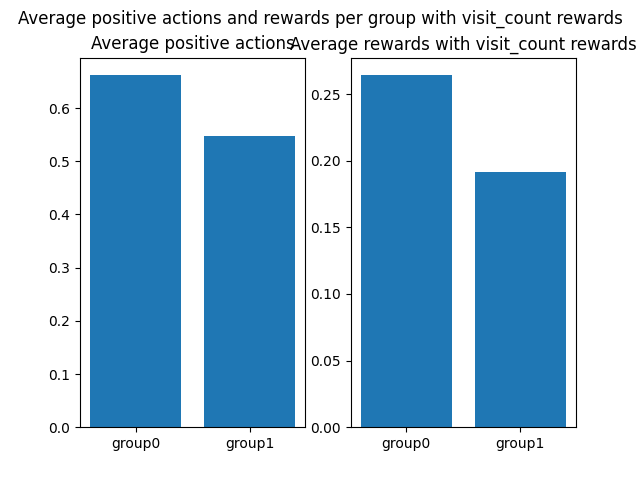 Average positive actions and rewards per group with visit_count rewards
Average positive actions
0.6
0.5
0.4
0.3
0.2
0.1
0.0
group0 group1
Average rewards with visit_count rewards
0.25
0.20
0.15
0.10
0.05
0.00
group0 group1